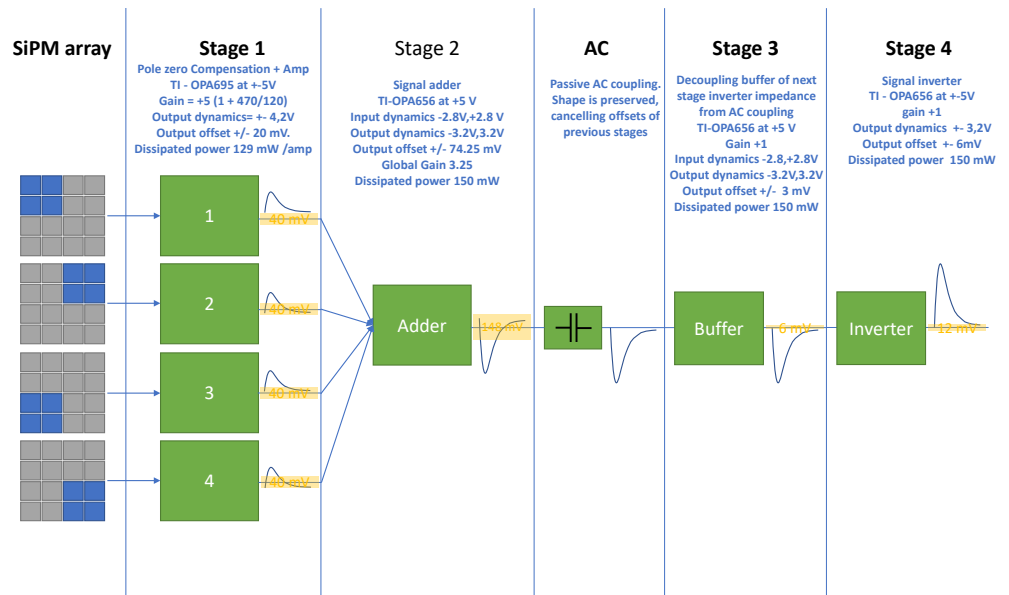 SiPM array
Stage 1
Pole zero Compensation + Amp
TI - OPA695 at +-5V
Gain = +5 (1 + 470/120)
Output dynamics= +- 4,2V
Output offset +/- 20 mV.
Dissipated power 129 mW /amp
Stage 2
Signal adder
TI-OPA656 at +5 V
Input dynamics -2.8V,+2.8 V
Output dynamics -3.2V,3.2V
Output offset +/- 74.25 mV
Global Gain 3.25
Dissipated power 150 mW
AC
Passive AC coupling.
Shape is preserved,
cancelling offsets of
previous stages
Stage 3
Decoupling buffer of next
stage inverter impedance
from AC coupling
TI-OPA656 at +5 V
Gain +1
Input dynamics -2.8,+2.8V
Output dynamics -3.2V,3.2V
Output offset +/- 3 mV
Dissipated power 150 mW
Stage 4
Signal inverter
TI - OPA656 at +-5V
gain +1
Output dynamics +- 3,2V
Output offset +- 6mV
Dissipated power 150 mW
1
40 mV
2
40 mV
3
40 mV
4
40 mV
Adder
148 mV
Buffer
6 mV
Inverter
12 mV